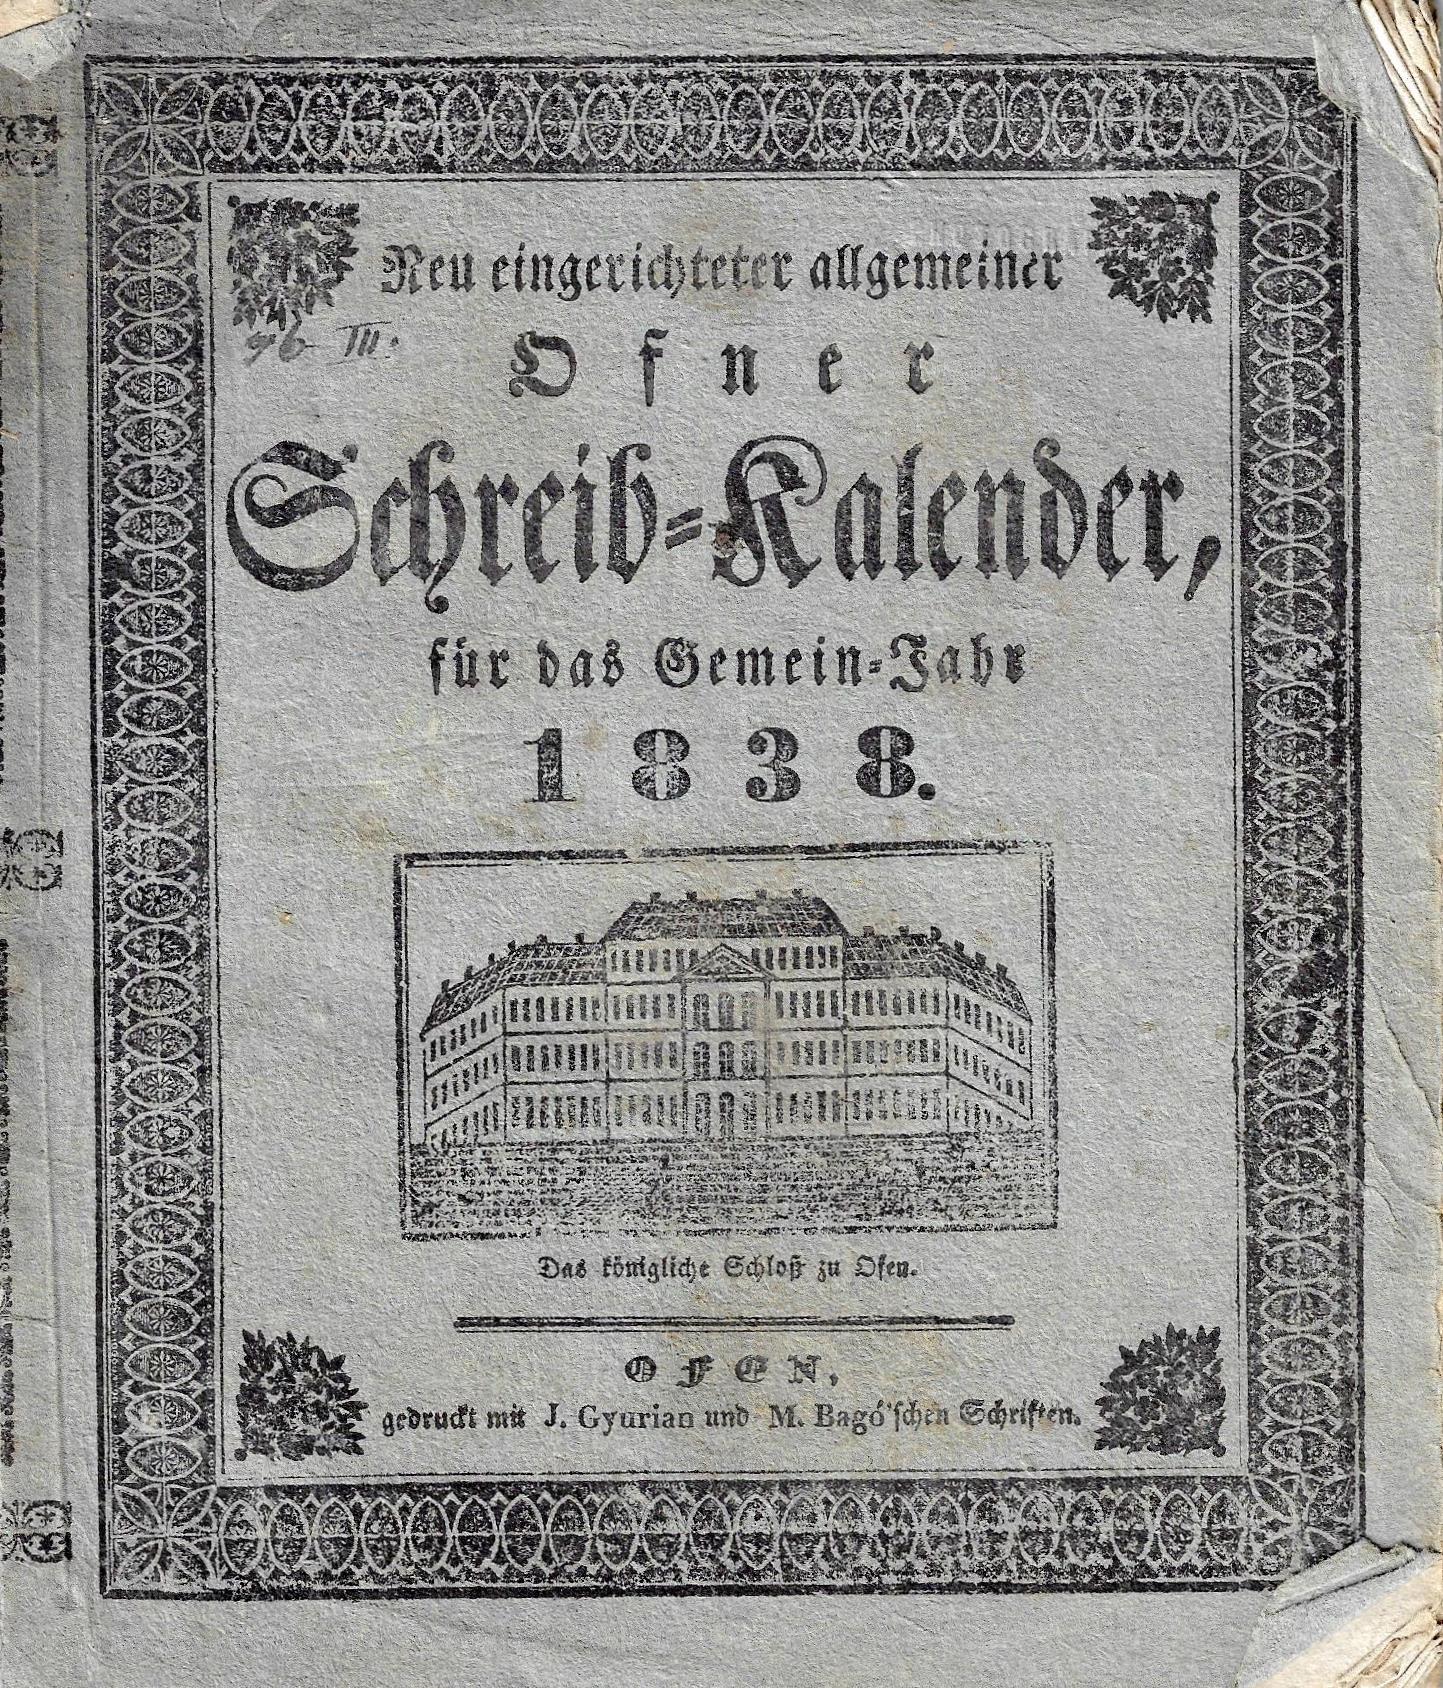 Neu eingerichteter allgemeiner
Ofner
Schreib=Kalender,
für das Gemein=Jahr
1838.
Das königliche Schloß zu Ofen.
OFEN,
gedruckt mit J. Gyurian und M. Bagó'schen Schriften.